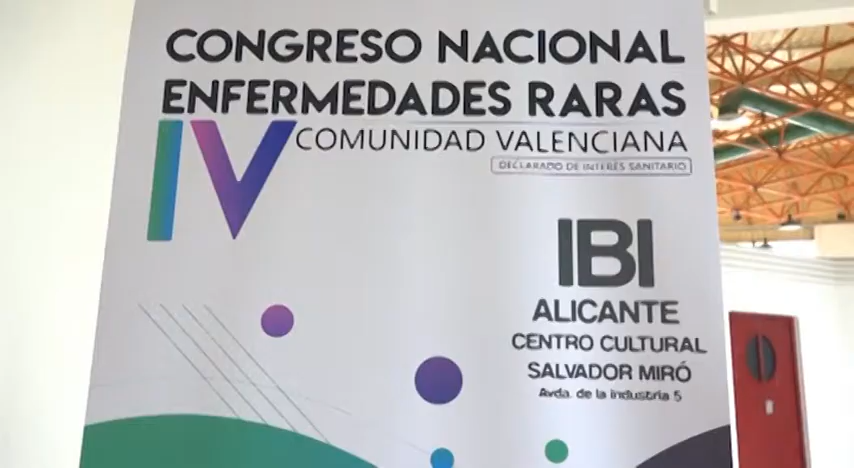 CONGRESO NACIONAL
ENFERMEDADES RARAS
IV COMUNIDAD VALENCIANA
DECLARADO DE INTERÉS SANITARIO
IBI
ALICANTE
CENTRO CULTURAL
SALVADOR MIRÓ
Avda. de la industria 5